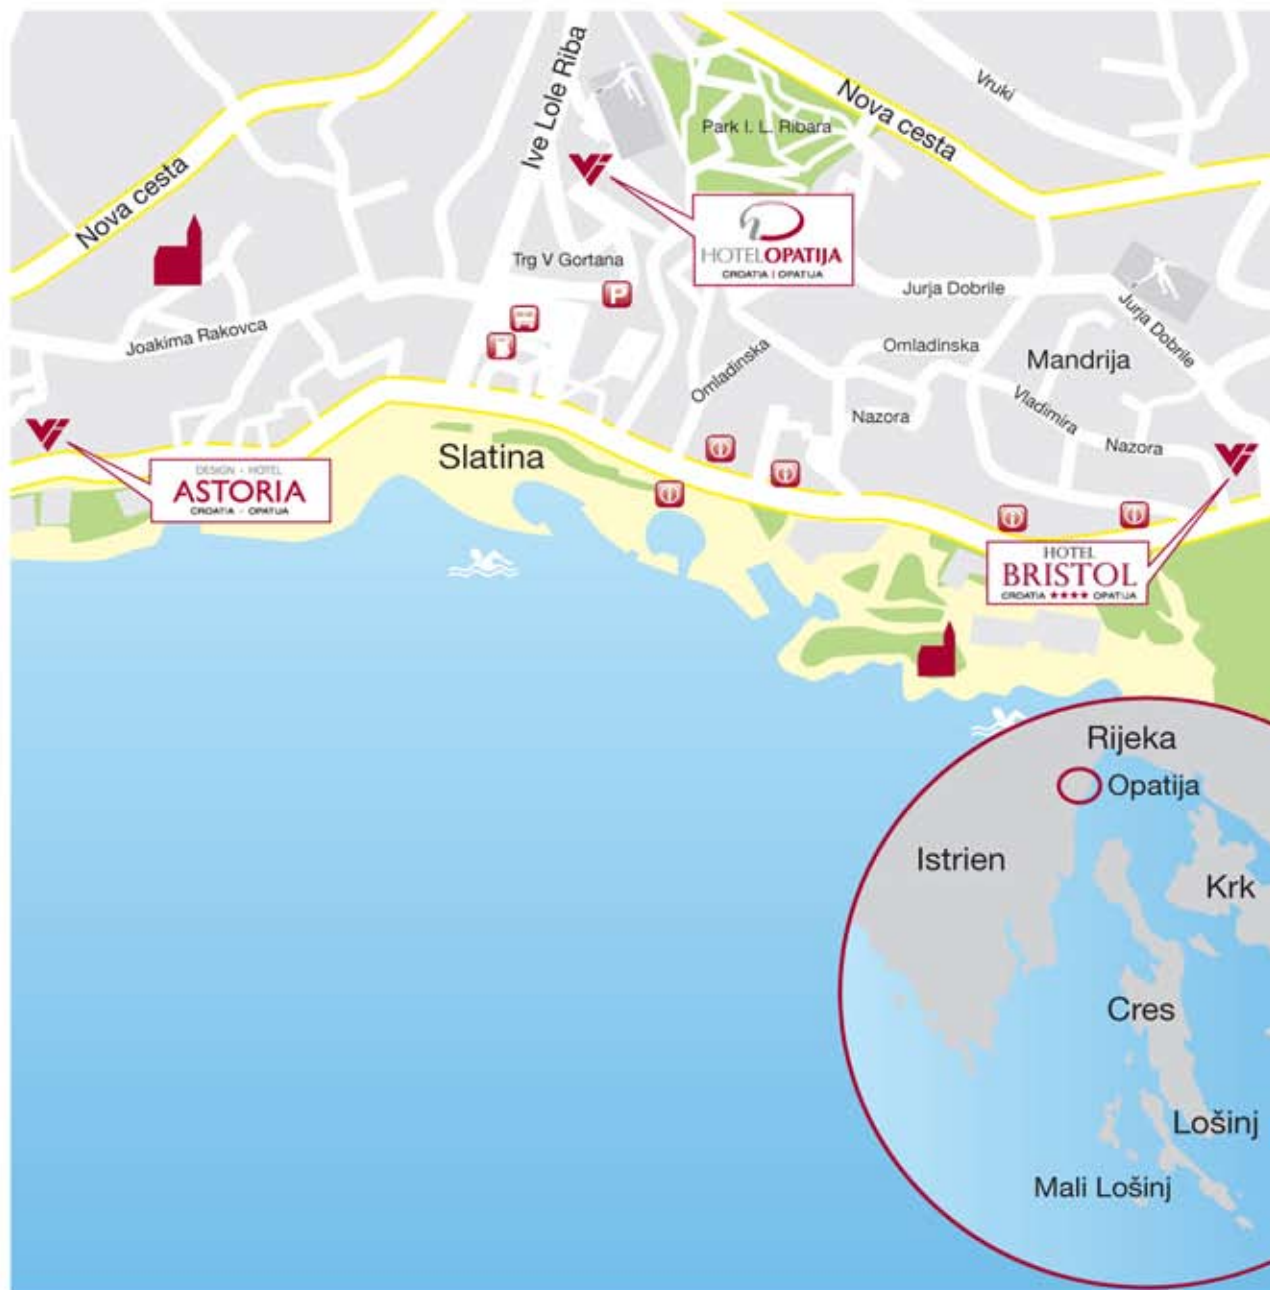 Ive Lole Riba
Nova cesta
Vruki
Park I. L. Ribara
Nova cesta
HOTEL OPATIJA
CROATIA | OPATIJA
Trg V Gortana
P
Jurja Dobrile
Jurja Dobrile
Joakima Rakovca
Omladinska
Omladinska
Mandrija
Vladimira
Nazora
Nazora
Slatina
DESIGN - HOTEL
ASTORIA
CROATIA - OPATIJA
HOTEL
BRISTOL
CROATIA ★★★★ OPATIJA
Rijeka
Opatija
Istrien
Krk
Cres
Lošinj
Mali Lošinj